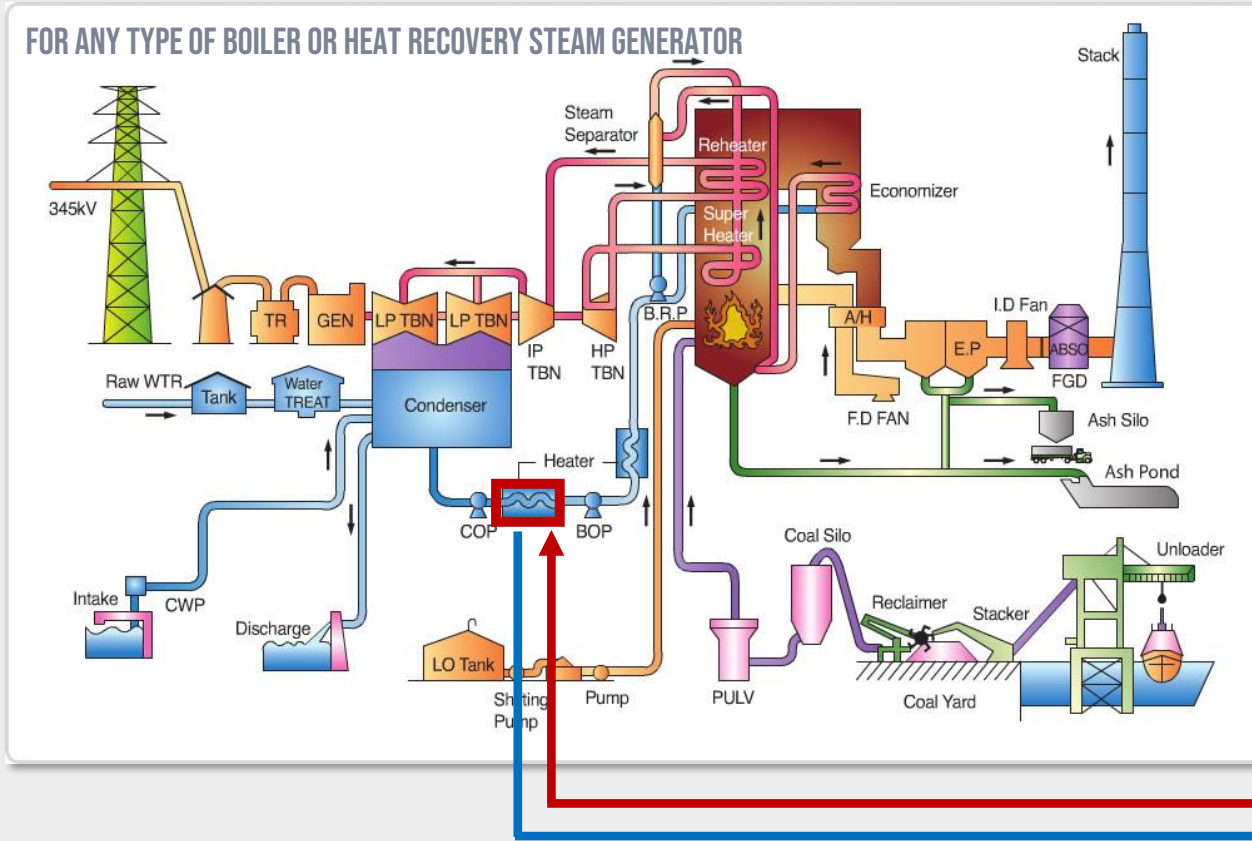 FOR ANY TYPE OF BOILER OR HEAT RECOVERY STEAM GENERATOR
Stack
Steam
Separator
Reheater
Economizer
345kV
Super
Heater
I.D Fan
B.R.P
A/H
TR
GEN
LP TBN
LP TBN
E.P
ABSO
IP
TBN
HP
TBN
FGD
Raw WTR
Tank
Water
TREAT
Condenser
F.D FAN
Ash Silo
Heater
Ash Pond
COP
BOP
Coal Silo
Unloader
Intake
CWP
Reclaimer
Stacker
Discharge
LO Tank
Pump
PULV
Coal Yard
Pump